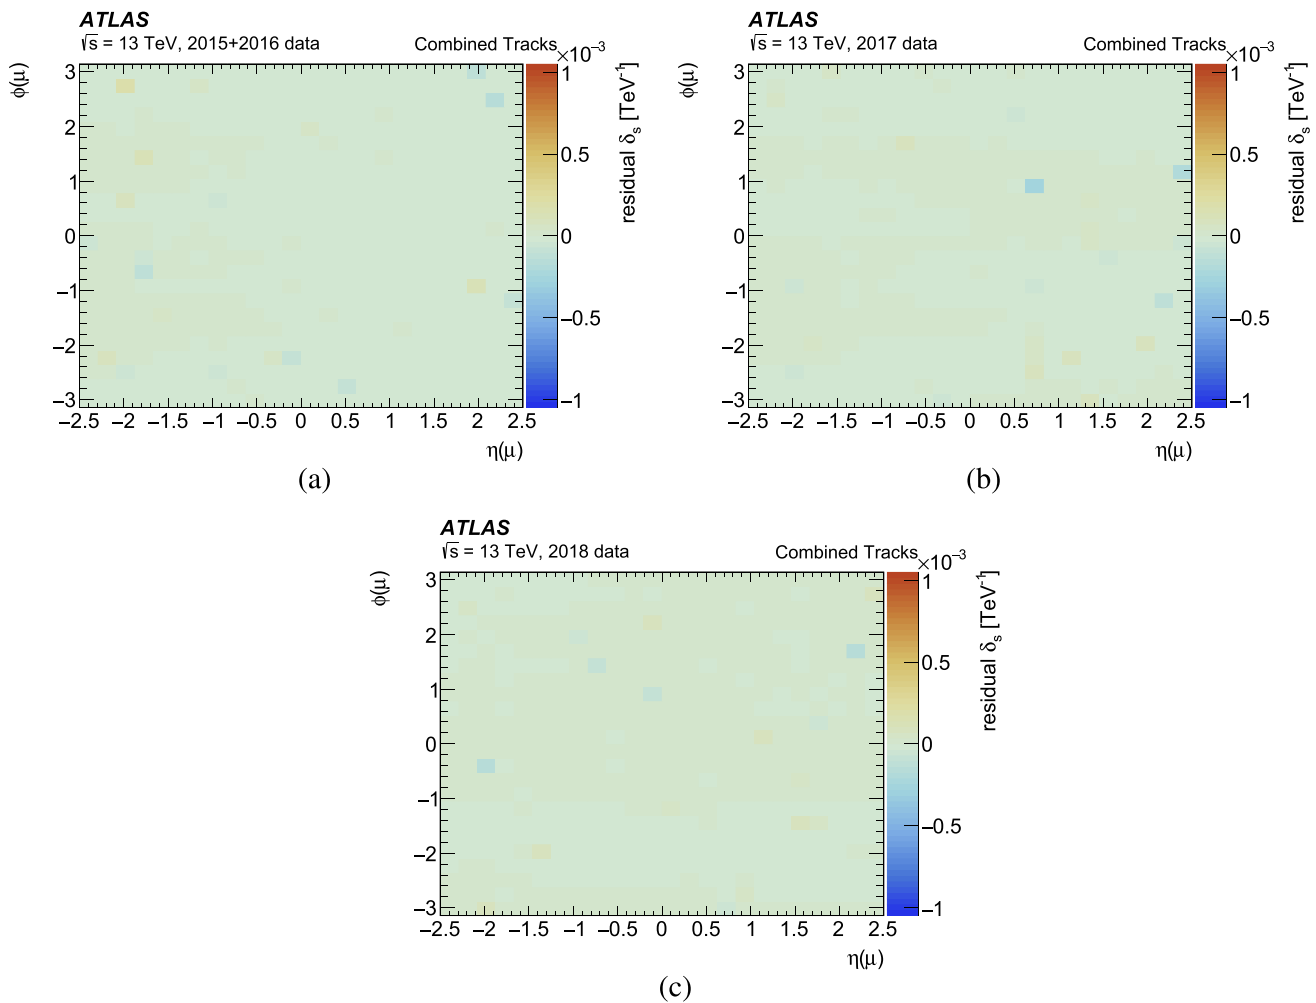 ATLAS
√s = 13 TeV, 2015+2016 data
Combined Tracks
×10⁻³
φ(μ)
3
2
1
0
−1
−2
−3
−2.5 −2 −1.5 −1 −0.5 0 0.5 1 1.5 2 2.5
η(μ)
1
0.5
0
−0.5
−1
residual δₛ [TeV⁻¹]
(a)
ATLAS
√s = 13 TeV, 2017 data
Combined Tracks
×10⁻³
φ(μ)
3
2
1
0
−1
−2
−3
−2.5 −2 −1.5 −1 −0.5 0 0.5 1 1.5 2 2.5
η(μ)
1
0.5
0
−0.5
−1
residual δₛ [TeV⁻¹]
(b)
ATLAS
√s = 13 TeV, 2018 data
Combined Tracks
×10⁻³
φ(μ)
3
2
1
0
−1
−2
−3
−2.5 −2 −1.5 −1 −0.5 0 0.5 1 1.5 2 2.5
η(μ)
1
0.5
0
−0.5
−1
residual δₛ [TeV⁻¹]
(c)